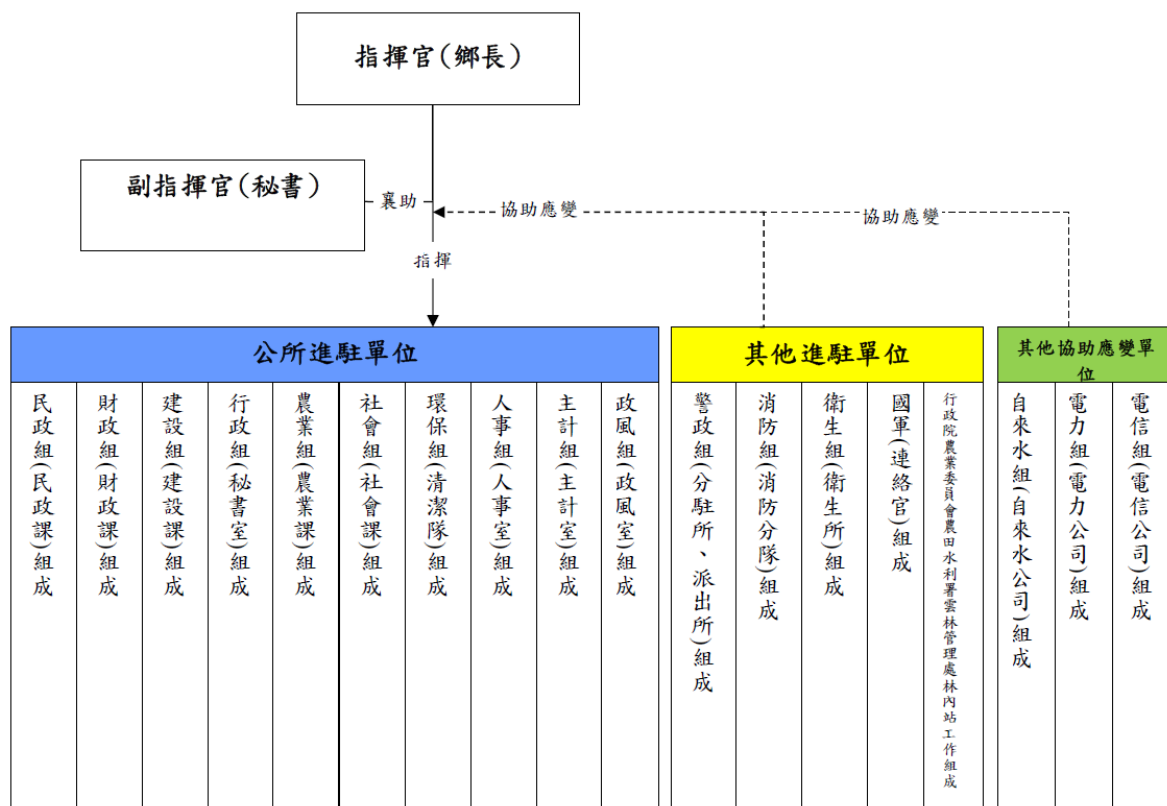 指揮官(鄉長)
副指揮官(秘書)
襄助
協助應變
協助應變
指揮
公所進駐單位
民政組(民政課)組成
財政組(財政課)組成
建設組(建設課)組成
行政組(秘書室)組成
農業組(農業課)組成
社會組(社會課)組成
環保組(清潔隊)組成
人事組(人事室)組成
主計組(主計室)組成
政風組(政風室)組成
其他進駐單位
警政組(分駐所、派出所)組成
消防組(消防分隊)組成
衛生組(衛生所)組成
國軍(連絡官)組成
行政院農業委員會農田水利署雲林管理處林內站工作組成
其他協助應變單
位
自來水組(自來水公司)組成
電力組(電力公司)組成
電信組(電信公司)組成